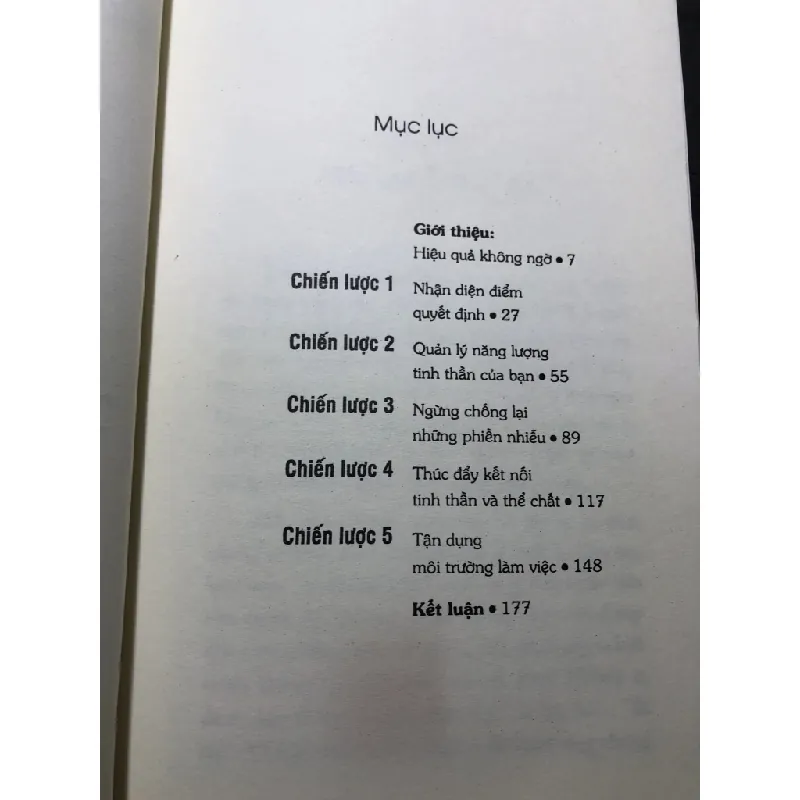 Mục lục
Giới thiệu:
Hiệu quả không ngờ • 7
Chiến lược 1 Nhận diện điểm
quyết định • 27
Chiến lược 2 Quản lý năng lượng
tinh thần của bạn • 55
Chiến lược 3 Ngừng chống lại
những phiền nhiễu • 89
Chiến lược 4 Thúc đẩy kết nối
tinh thần và thể chất • 117
Chiến lược 5 Tận dụng
môi trường làm việc • 148
Kết luận • 177